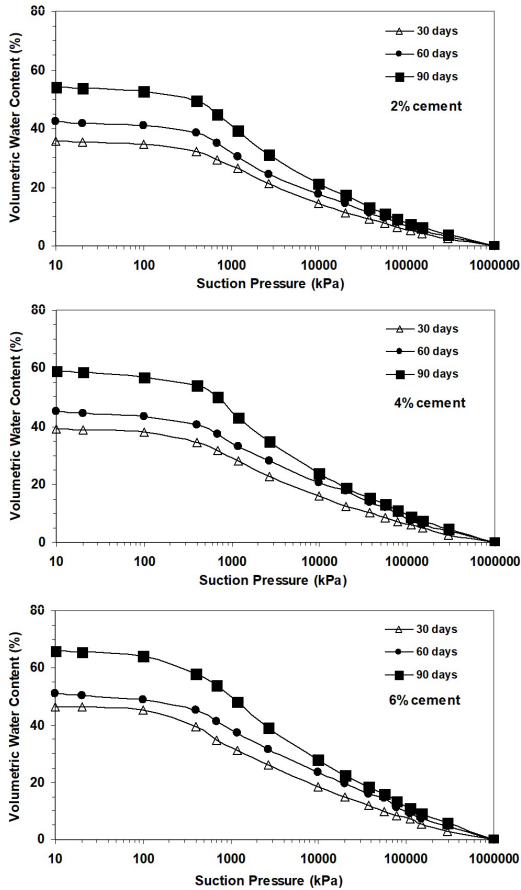 80
60
40
20
0
Volumetric Water Content (%)
30 days
60 days
90 days
2% cement
10 100 1000 10000 100000 1000000
Suction Pressure (kPa)
80
60
40
20
0
Volumetric Water Content (%)
30 days
60 days
90 days
4% cement
10 100 1000 10000 100000 1000000
Suction Pressure (kPa)
80
60
40
20
0
Volumetric Water Content (%)
30 days
60 days
90 days
6% cement
10 100 1000 10000 100000 1000000
Suction Pressure (kPa)